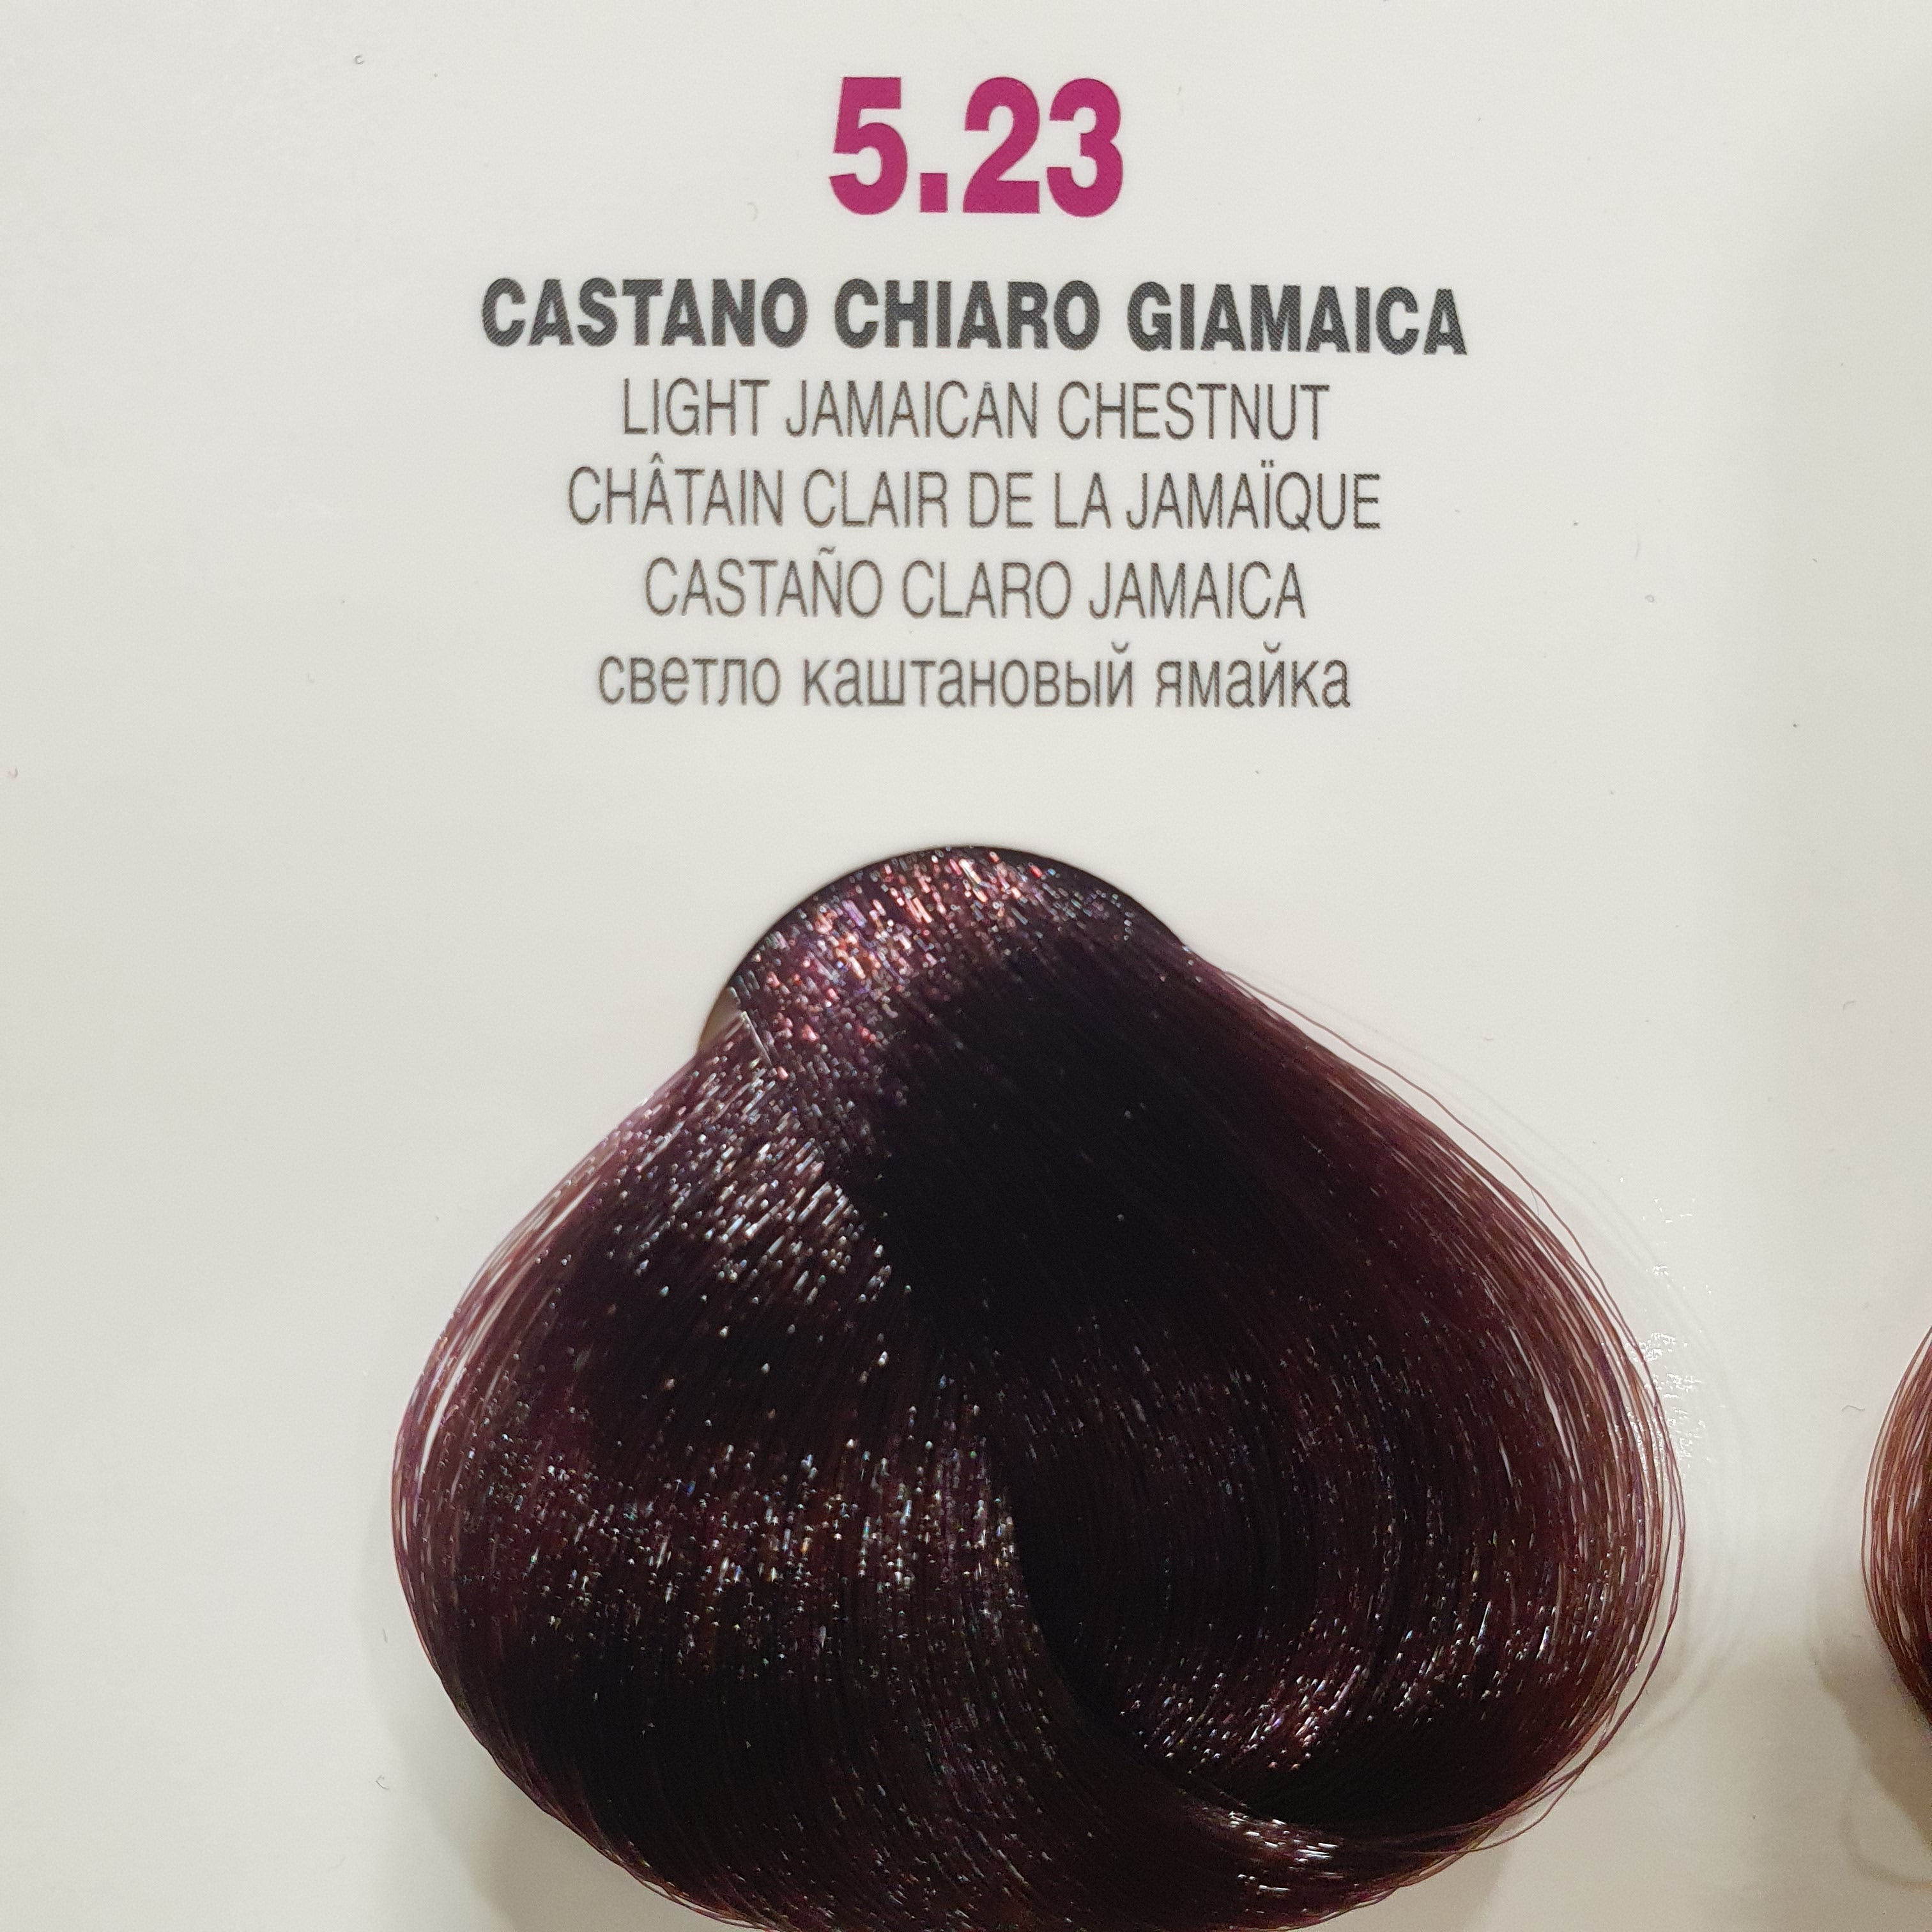 5.23
CASTANO CHIARO GIAMAICA
LIGHT JAMAICAN CHESTNUT
CHÂTAIN CLAIR DE LA JAMAÏQUE
CASTAÑO CLARO JAMAICA
светло каштановый ямайка